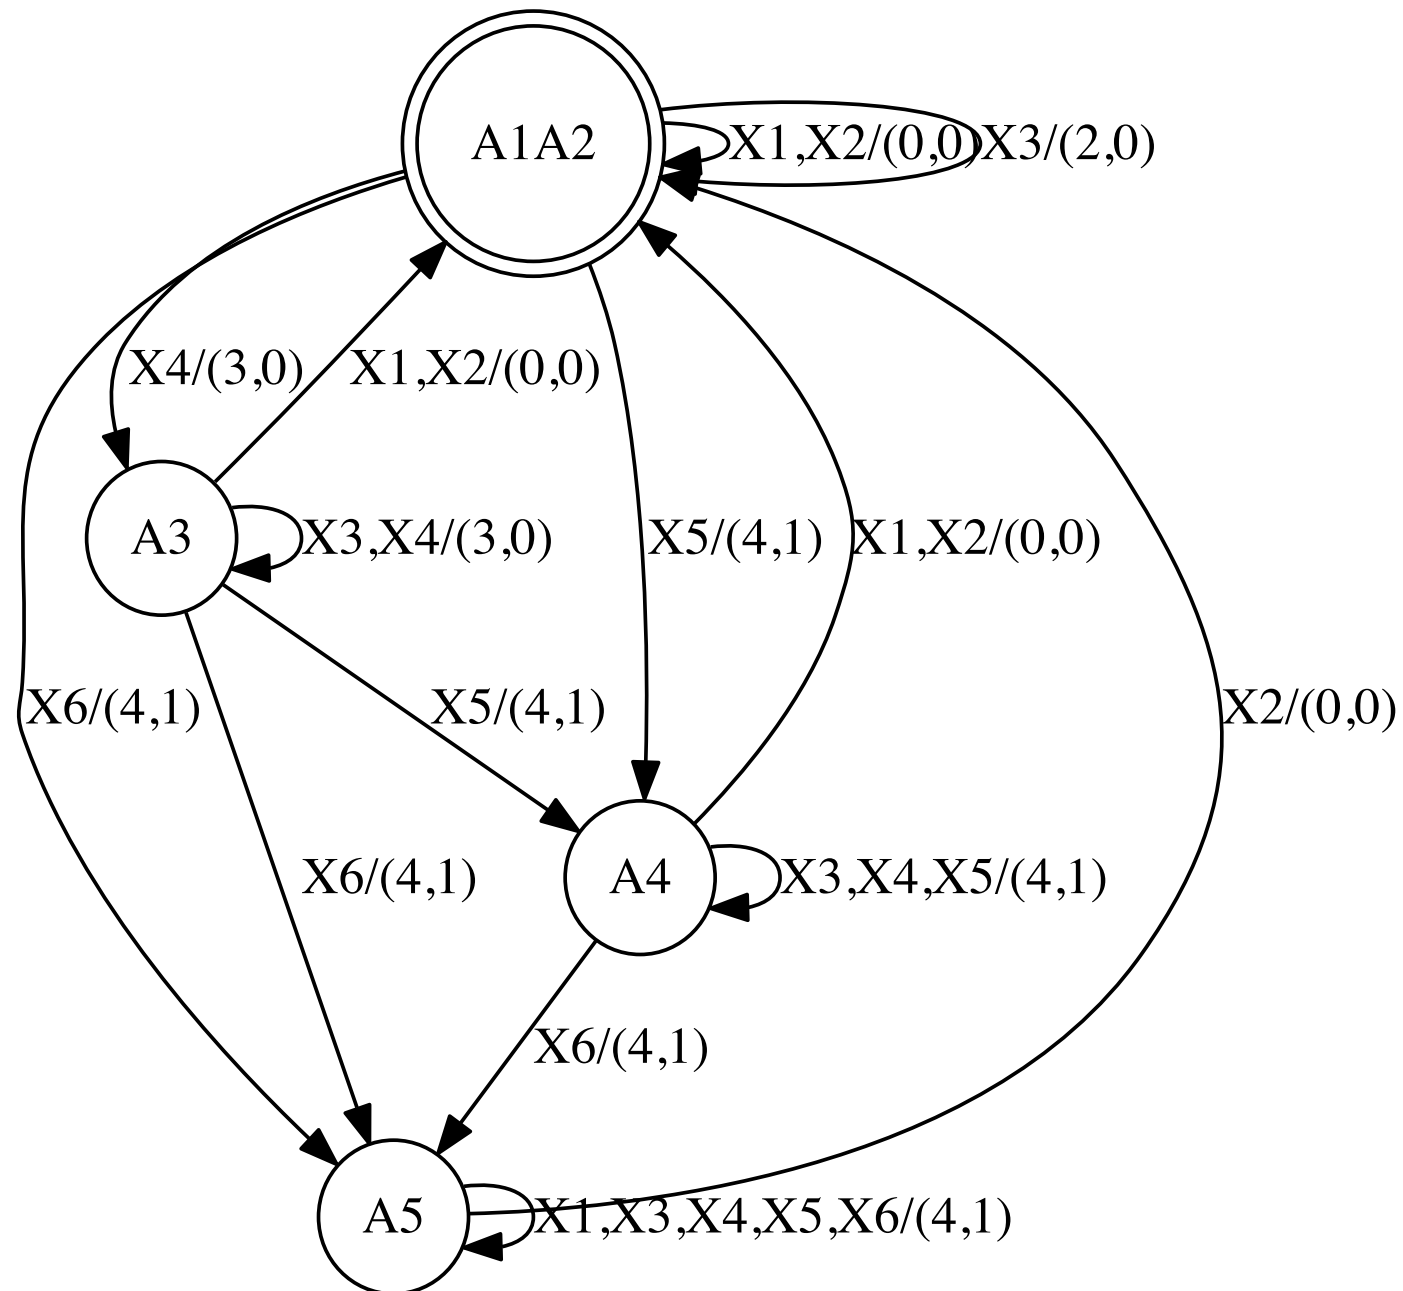 A1A2
X1,X2/(0,0)
X3/(2,0)
X4/(3,0)
X1,X2/(0,0)
A3
X3,X4/(3,0)
X5/(4,1)
X1,X2/(0,0)
X6/(4,1)
X5/(4,1)
X2/(0,0)
X6/(4,1)
A4
X3,X4,X5/(4,1)
X6/(4,1)
A5
X1,X3,X4,X5,X6/(4,1)